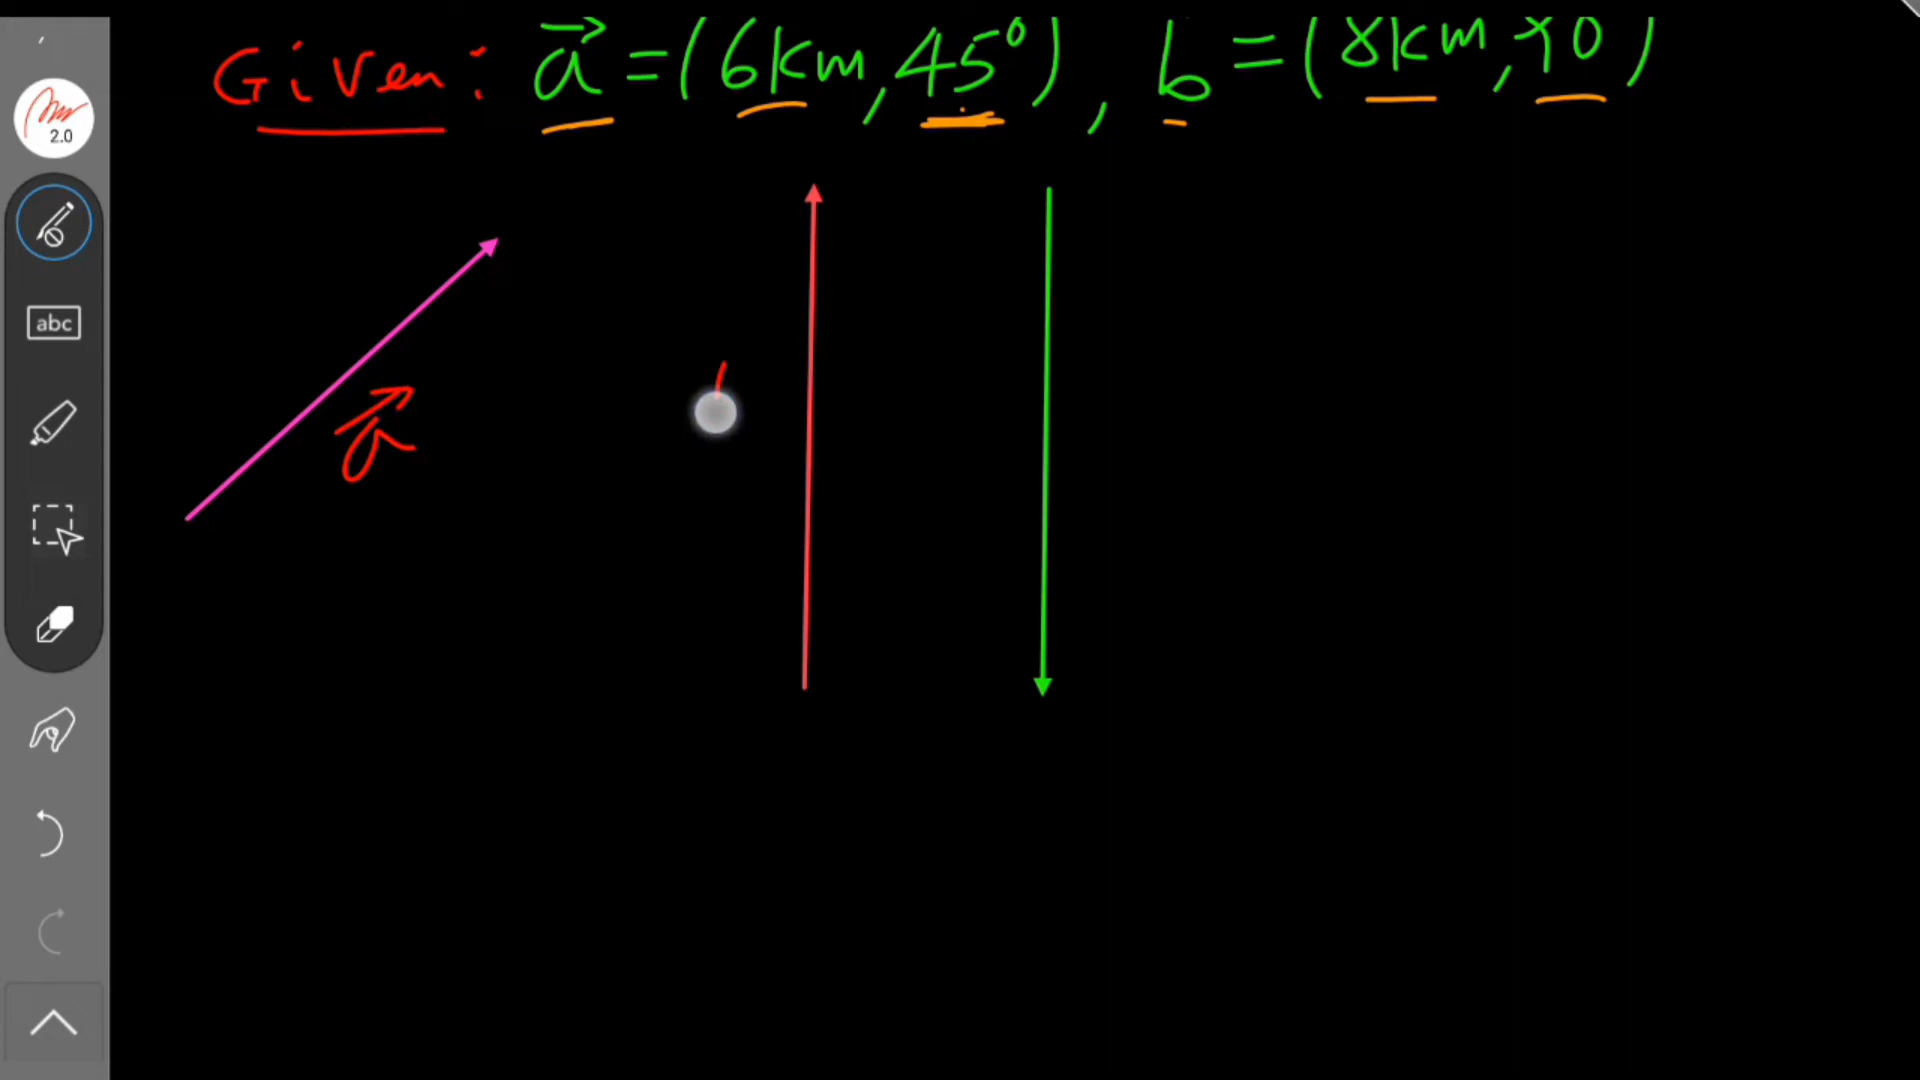 Given: a⃗ = (6km, 45°), b = (8km, 90)
2.0
abc
a⃗